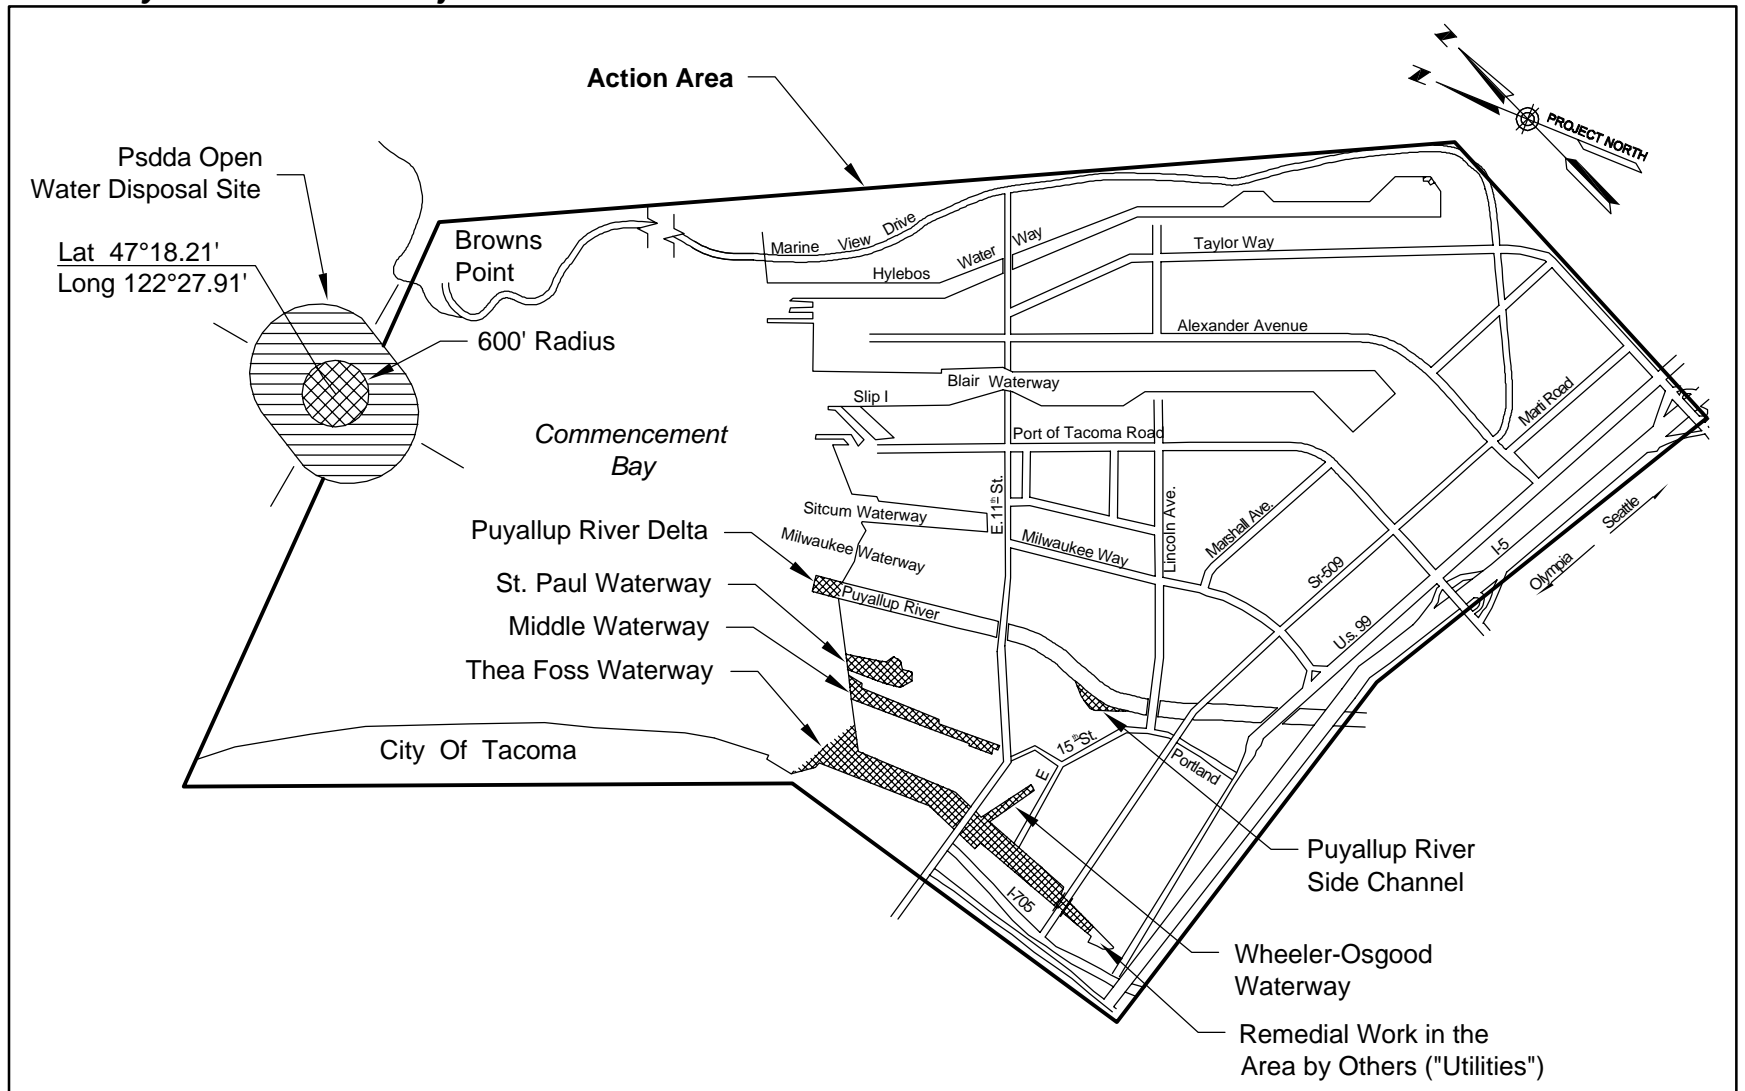 Action Area
N
N
PROJECT NORTH
Psdda Open
Water Disposal Site
Lat 47°18.21'
Long 122°27.91'
Browns
Point
600' Radius
Marine View Drive
Hylebos Water Way
Taylor Way
Alexander Avenue
Blair Waterway
Slip I
Commencement
Bay
Port of Tacoma Road
Marti Road
E. 11th St.
Lincoln Ave.
Marshall Ave.
Sitcum Waterway
Milwaukee Waterway
Milwaukee Way
Puyallup River Delta
Puyallup River
St. Paul Waterway
Middle Waterway
Thea Foss Waterway
Sr-509
I-5
Seattle
Olympia
U.s. 99
City Of Tacoma
E 15th St.
Portland
I-705
Puyallup River
Side Channel
Wheeler-Osgood
Waterway
Remedial Work in the
Area by Others ("Utilities")